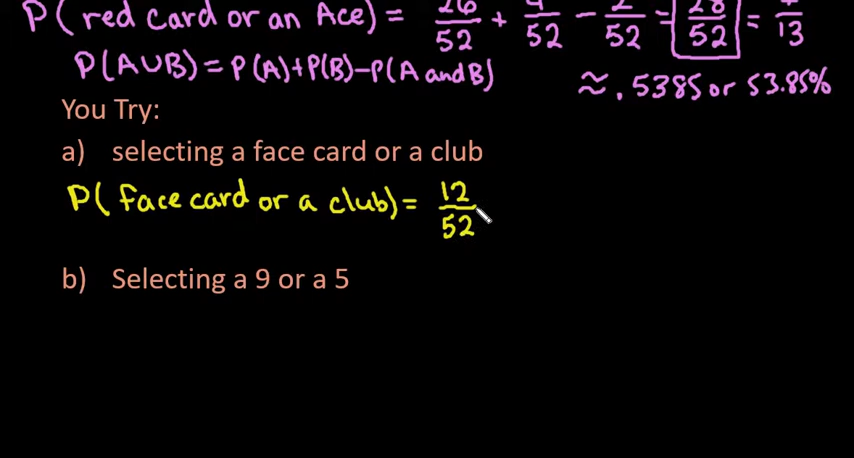 P(red card or an Ace) = 26/52 + 4/52 − 2/52 = 28/52 = 7/13
P(A∪B) = P(A)+P(B)−P(A and B)
≈ .5385 or 53.85%
You Try:
a) selecting a face card or a club
P(face card or a club) = 12/52
b) Selecting a 9 or a 5